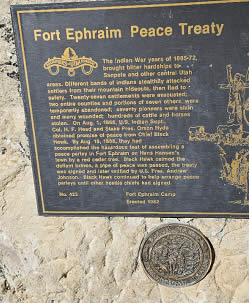 Fort Ephraim Peace Treaty
The Indian War years of 1865-72,
brought bitter hardships to
Sanpete and other central Utah
areas. Different bands of Indians stealthily attacked
settlers from their mountain hideouts, then fled to
safety. Twenty-seven settlements were evacuated;
two entire counties and portions of seven others were
temporarily abandoned; seventy pioneers were slain
and many wounded; hundreds of cattle and horses
stolen. On Aug. 1868, U.S. Indian Supt.
Col. H. F. Head and Stake Pres. Orson Hyde
obtained promise of peace from Chief Black
Hawk. By Aug 19, 1868, they had
accomplished the hazardous feat of assembling a
peace parley in Fort Ephraim on Hans Hansen's
lawn by a red cedar tree. Black Hawk calmed the
defiant bands, a pipe of peace was passed, the treaty
was signed and later ratified by U.S. Pres. Andrew
Johnson. Black Hawk continued to help arrange peace
parleys until other hostile chiefs had signed.
No. 423 Fort Ephraim Camp
Erected 1982